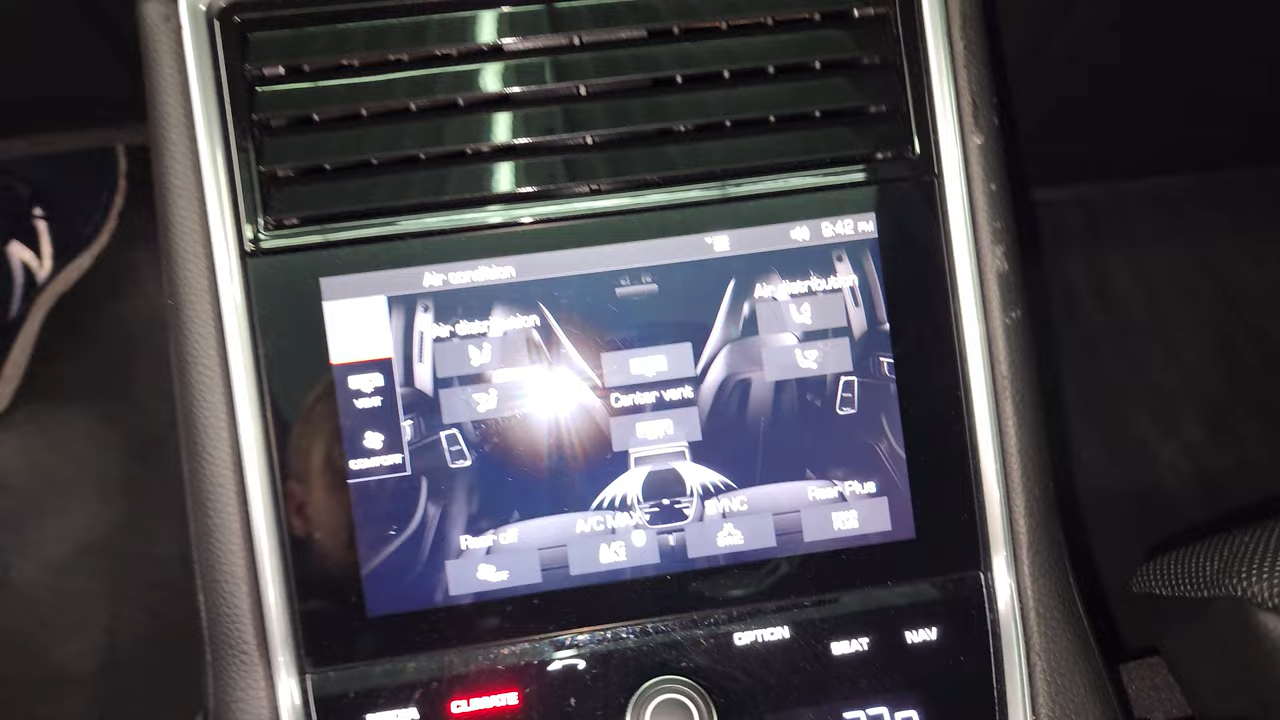 8:42 PM
Air condition
Air distribution
Air distribution
VENT
Center vent
COMFORT
Rear Plus
SYNC
A/C MAX
Rear off
SYNC
OPTION
SEAT
NAV
CLIMATE